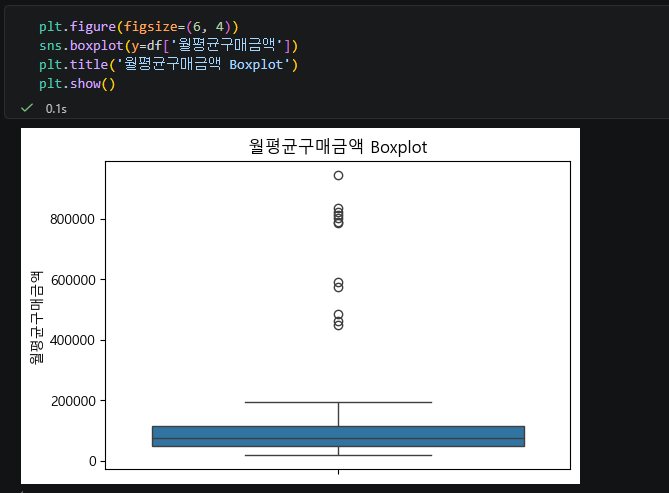 plt.figure(figsize=(6, 4))
sns.boxplot(y=df['월평균구매금액'])
plt.title('월평균구매금액 Boxplot')
plt.show()
0.1s
월평균구매금액 Boxplot
800000
600000
400000
200000
0
월평균구매금액